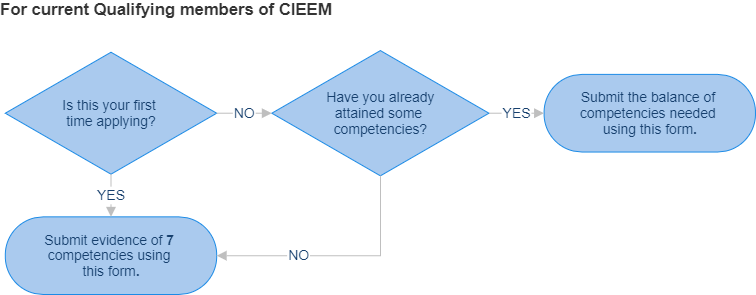 For current Qualifying members of CIEEM
Is this your first
time applying?
NO
Have you already
attained some
competencies?
YES
Submit the balance of
competencies needed
using this form.
YES
Submit evidence of 7
competencies using
this form.
NO